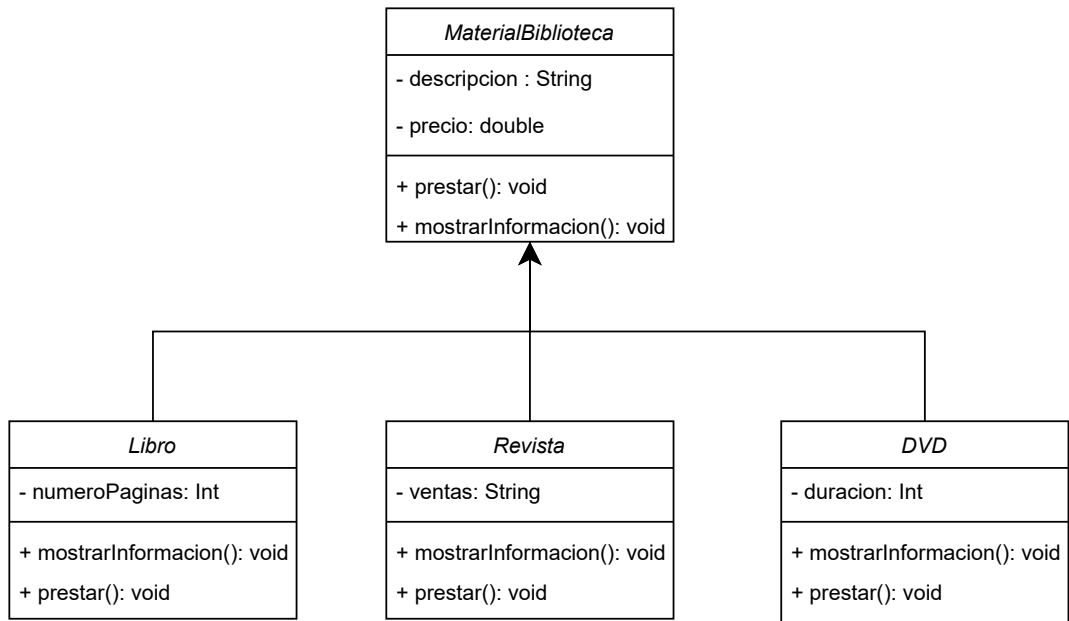 MaterialBiblioteca
- descripcion : String
- precio: double
+ prestar(): void
+ mostrarInformacion(): void
Libro
- numeroPaginas: Int
+ mostrarInformacion(): void
+ prestar(): void
Revista
- ventas: String
+ mostrarInformacion(): void
+ prestar(): void
DVD
- duracion: Int
+ mostrarInformacion(): void
+ prestar(): void